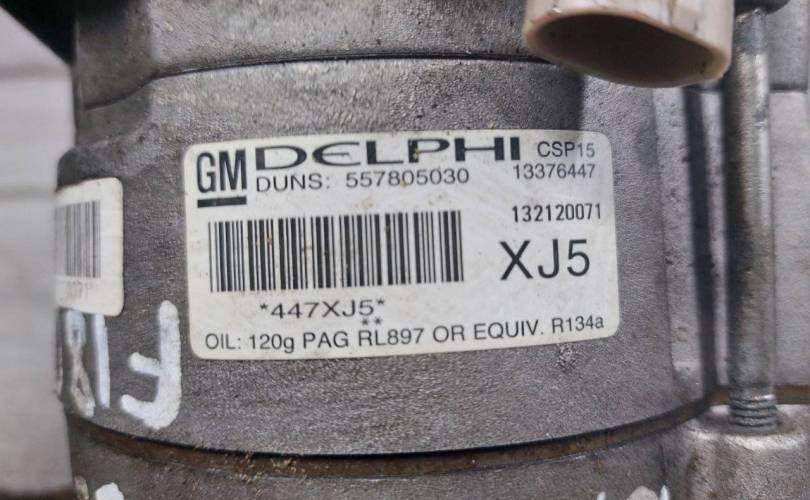 GM DELPHI CSP15
DUNS: 557805030 13376447
132120071
XJ5
*447XJ5*
**
OIL: 120g PAG RL897 OR EQUIV. R134a